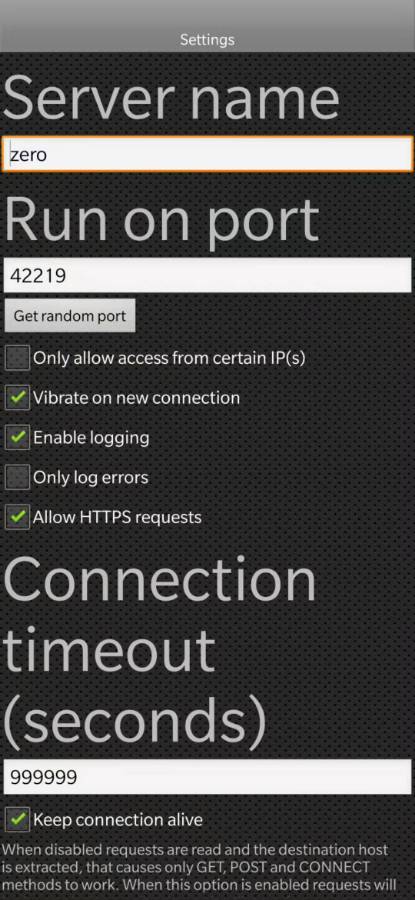 Settings
Server name
zero
Run on port
42219
Get random port
Only allow access from certain IP(s)
Vibrate on new connection
Enable logging
Only log errors
Allow HTTPS requests
Connection
timeout
(seconds)
999999
Keep connection alive
When disabled requests are read and the destination host
is extracted, that causes only GET, POST and CONNECT
methods to work. When this option is enabled requests will